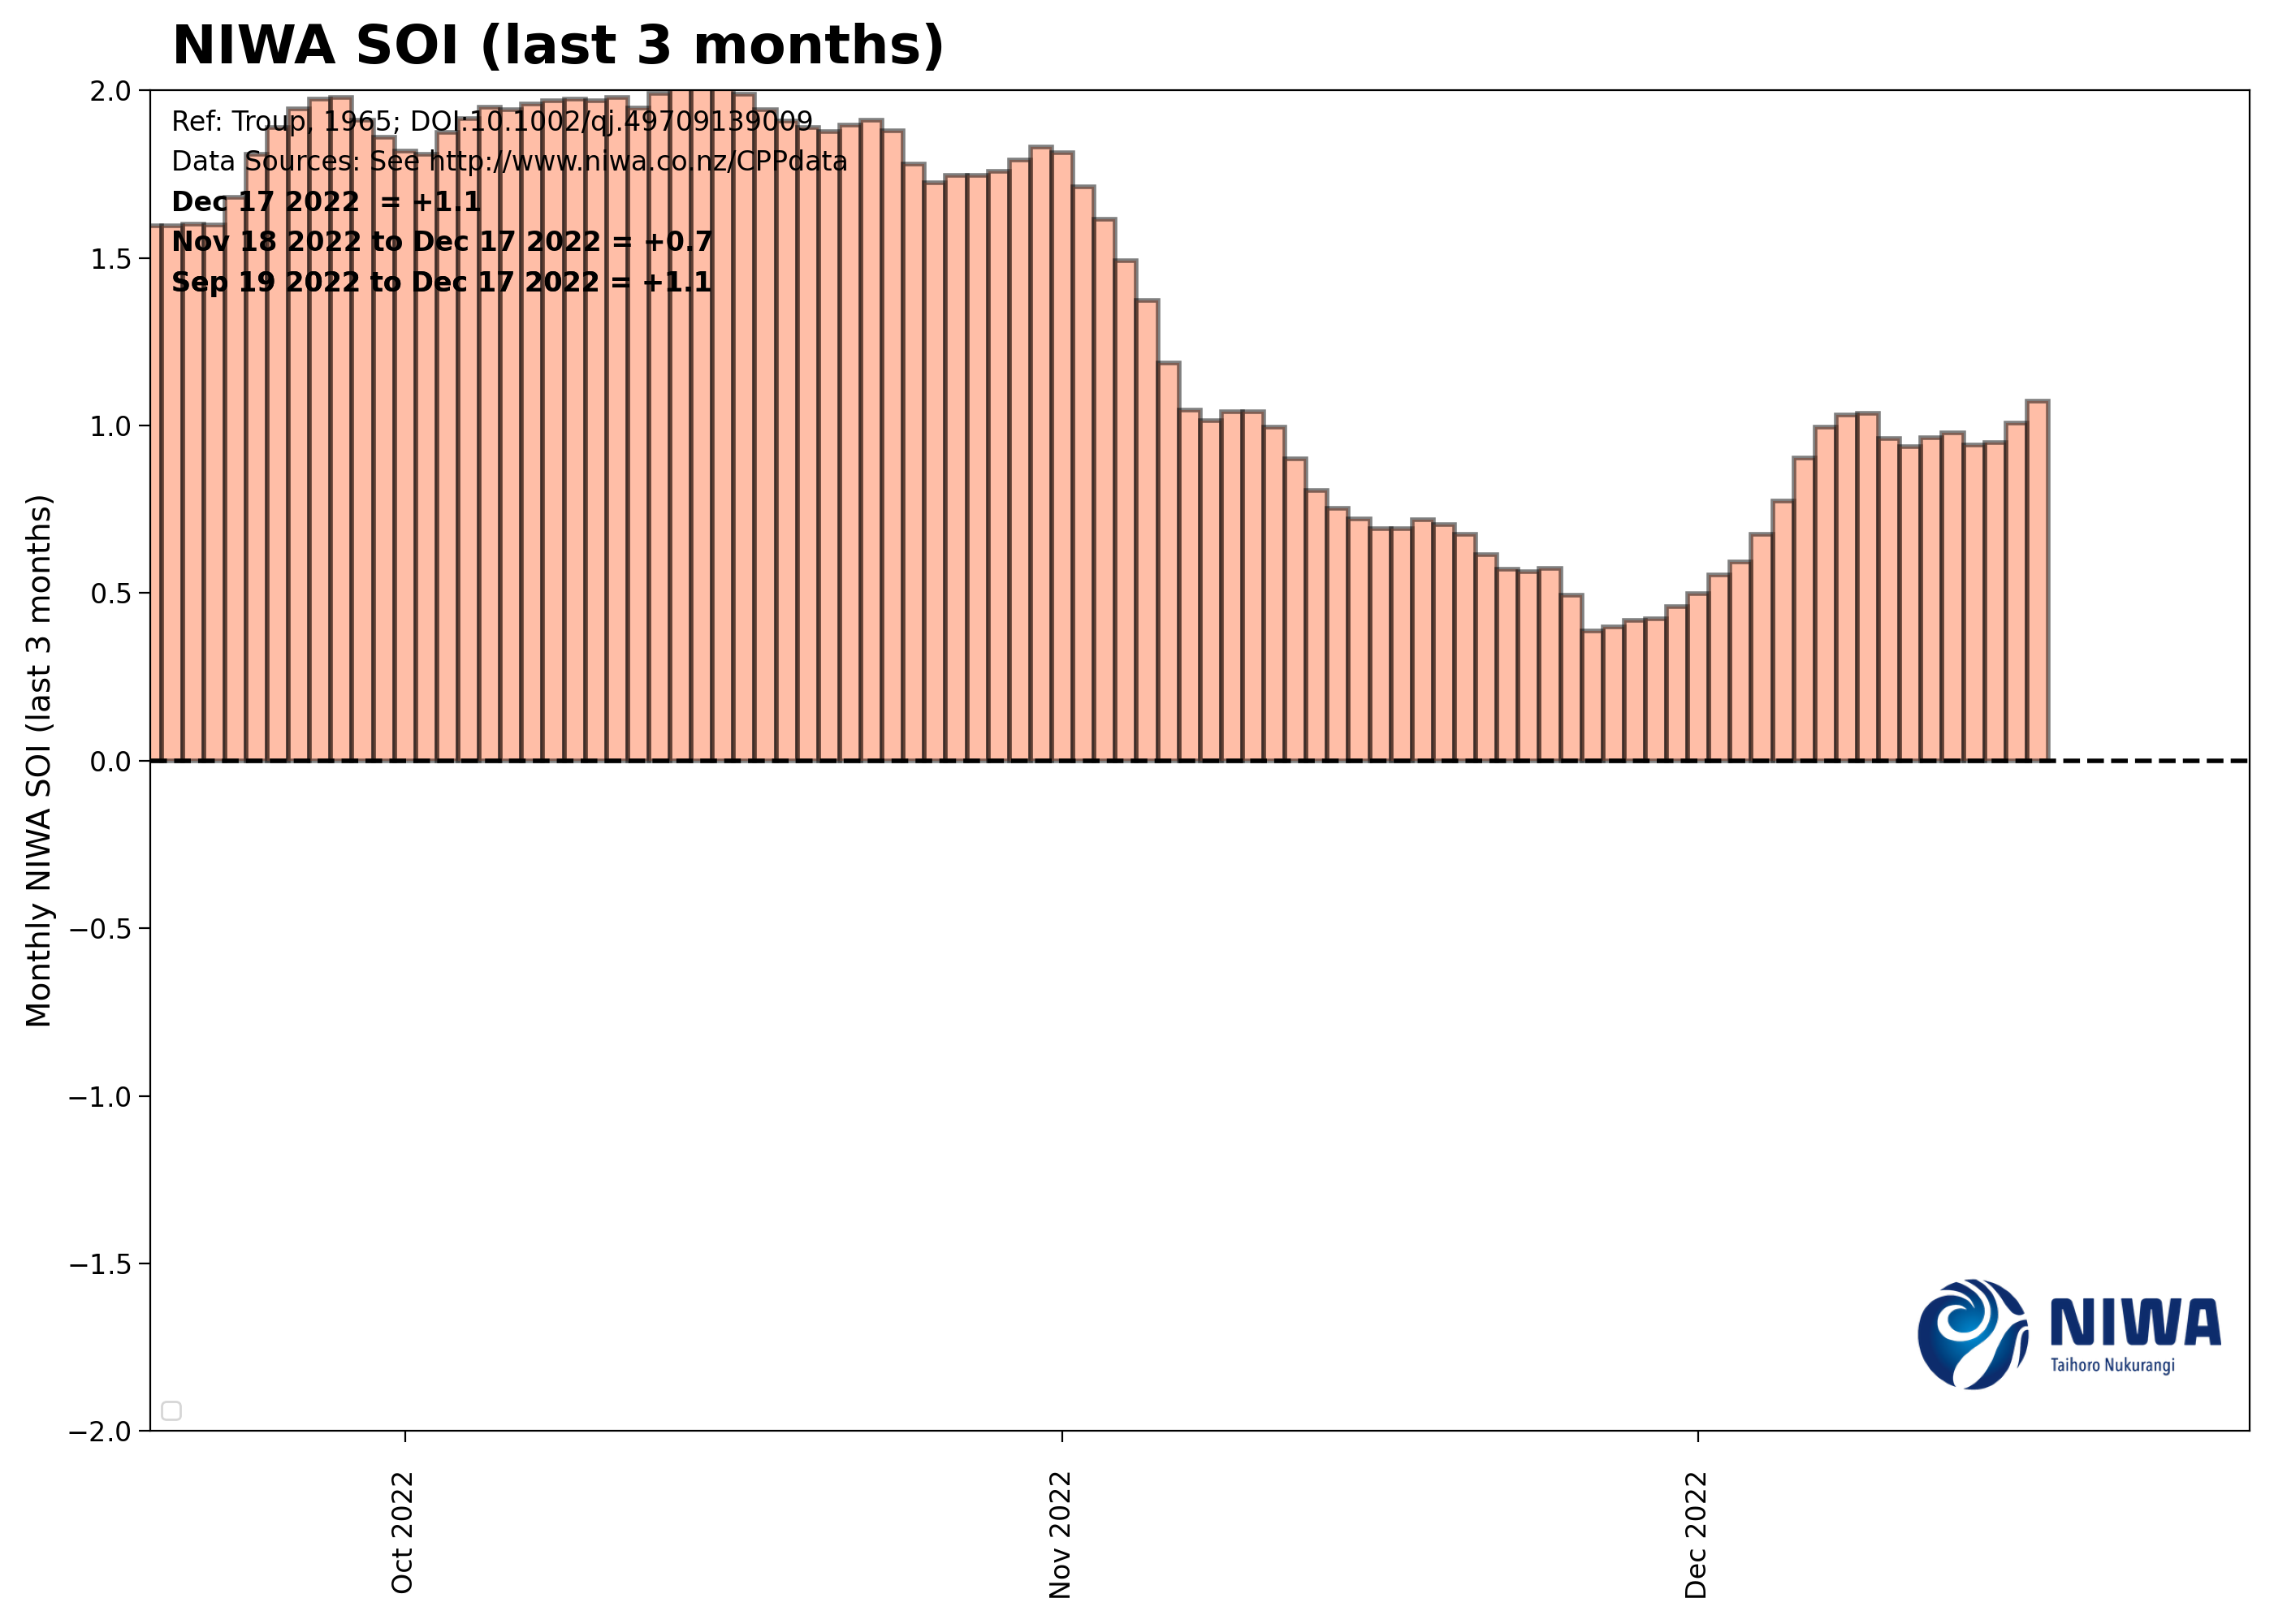 NIWA SOI (last 3 months)
Ref: Troup, 1965; DOI:10.1002/qj.49709139009
Data Sources: See http://www.niwa.co.nz/CPPdata
Dec 17 2022  = +1.1
Nov 18 2022 to Dec 17 2022 = +0.7
Sep 19 2022 to Dec 17 2022 = +1.1
Monthly NIWA SOI (last 3 months)
2.0
1.5
1.0
0.5
0.0
−0.5
−1.0
−1.5
−2.0
Oct 2022
Nov 2022
Dec 2022
NIWA
Taihoro Nukurangi